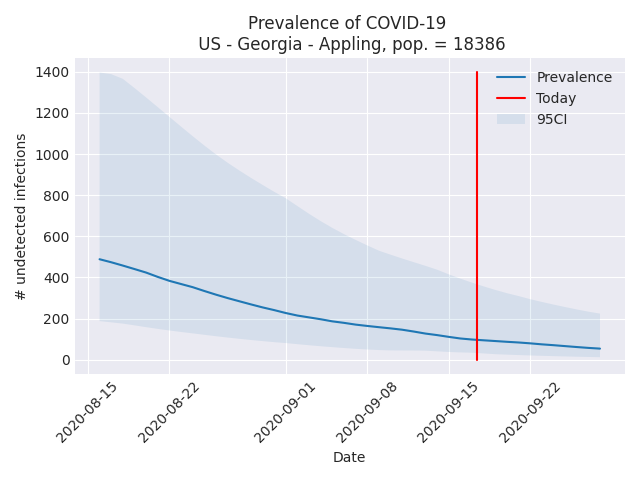 Prevalence of COVID-19
US - Georgia - Appling, pop. = 18386
Prevalence
Today
95CI
# undetected infections
1400
1200
1000
800
600
400
200
0
2020-08-15
2020-08-22
2020-09-01
2020-09-08
2020-09-15
2020-09-22
Date